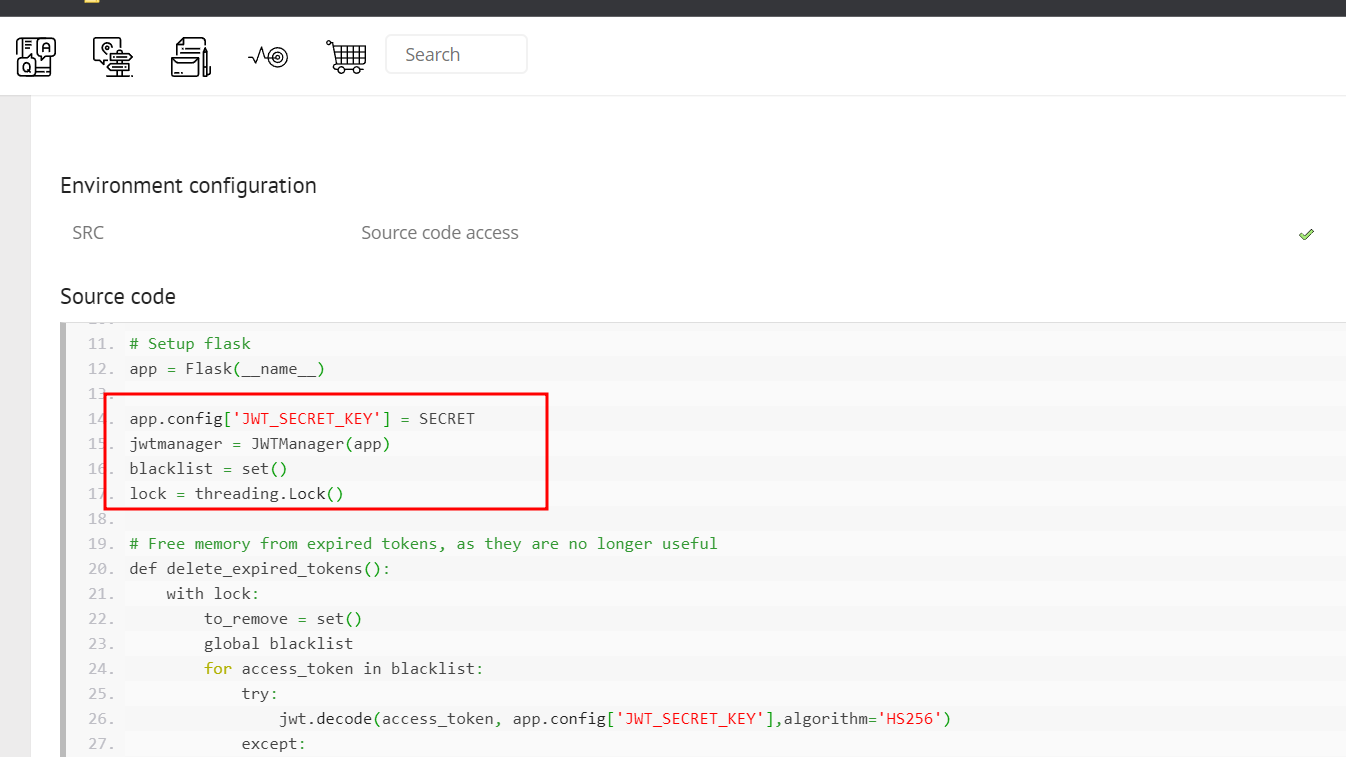 A
Q
Search
Environment configuration
SRC Source code access
Source code
11. # Setup flask
12. app = Flask(__name__)
13.
14. app.config['JWT_SECRET_KEY'] = SECRET
15. jwtmanager = JWTManager(app)
16. blacklist = set()
17. lock = threading.Lock()
18.
19. # Free memory from expired tokens, as they are no longer useful
20. def delete_expired_tokens():
21.     with lock:
22.         to_remove = set()
23.         global blacklist
24.         for access_token in blacklist:
25.             try:
26.                 jwt.decode(access_token, app.config['JWT_SECRET_KEY'],algorithm='HS256')
27.             except: